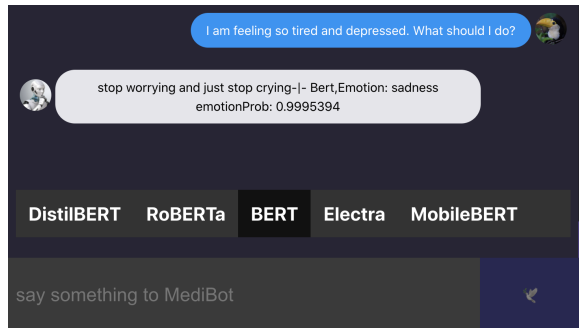 I am feeling so tired and depressed. What should I do?
stop worrying and just stop crying-|- Bert,Emotion: sadness
emotionProb: 0.9995394
DistilBERT RoBERTa BERT Electra MobileBERT
say something to MediBot